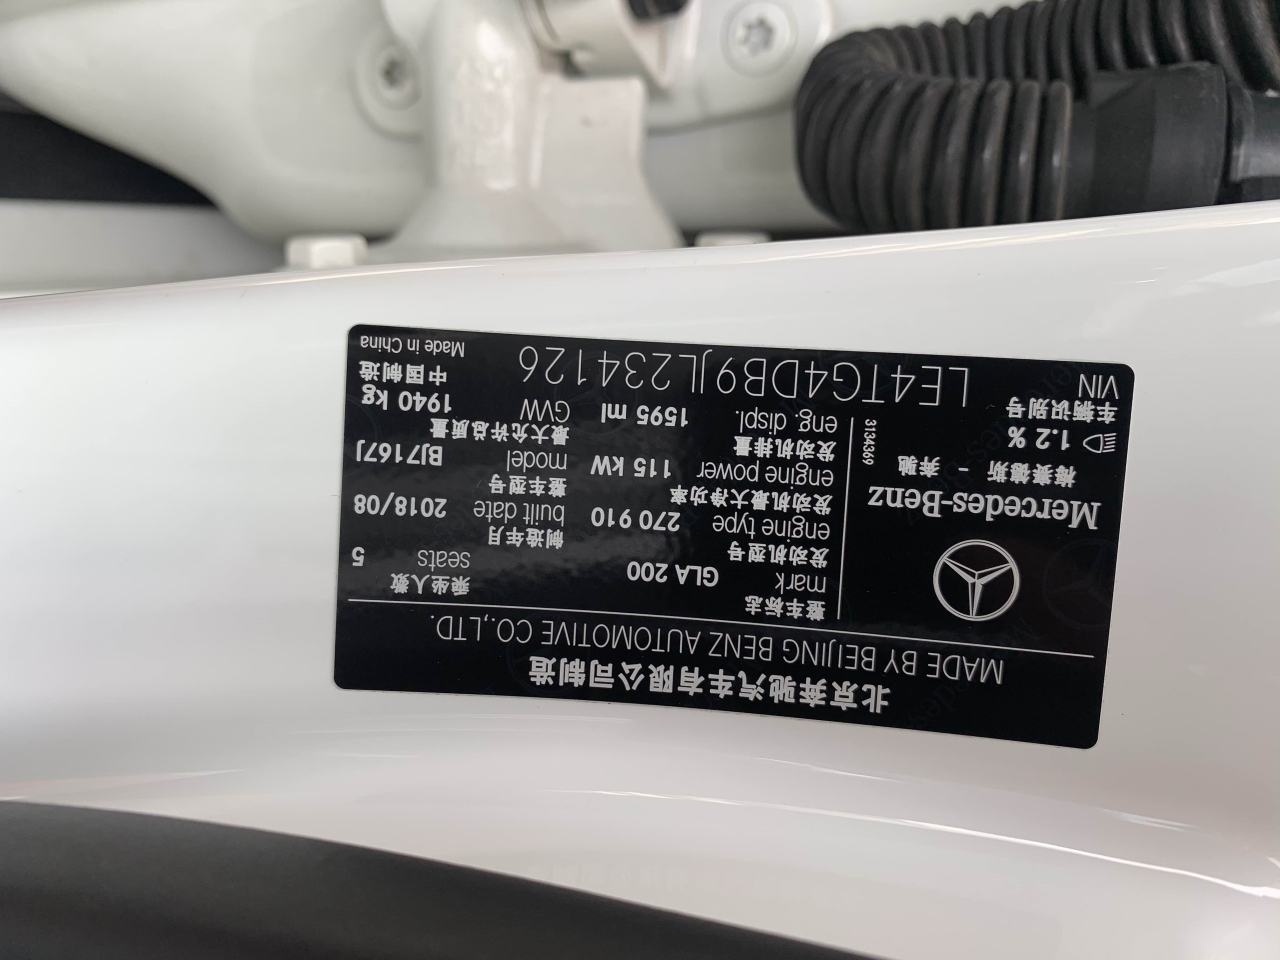 北京奔驰汽车有限公司制造
MADE BY BEIJING BENZ AUTOMOTIVE CO.,LTD.
Mercedes-Benz
梅赛德斯 - 奔驰
1.2 %
3134369
整车标志
mark GLA 200
乘坐人数
seats 5
发动机型号
engine type 270 910
制造年月
built date 2018/08
发动机最大净功率
engine power 115 kW
整车型号
model BJ7167J
发动机排量
eng. displ. 1595 ml
最大允许总质量
GVW 1940 kg
车辆识别号
VIN LE4TG4DB9JL234126
中国制造
Made in China